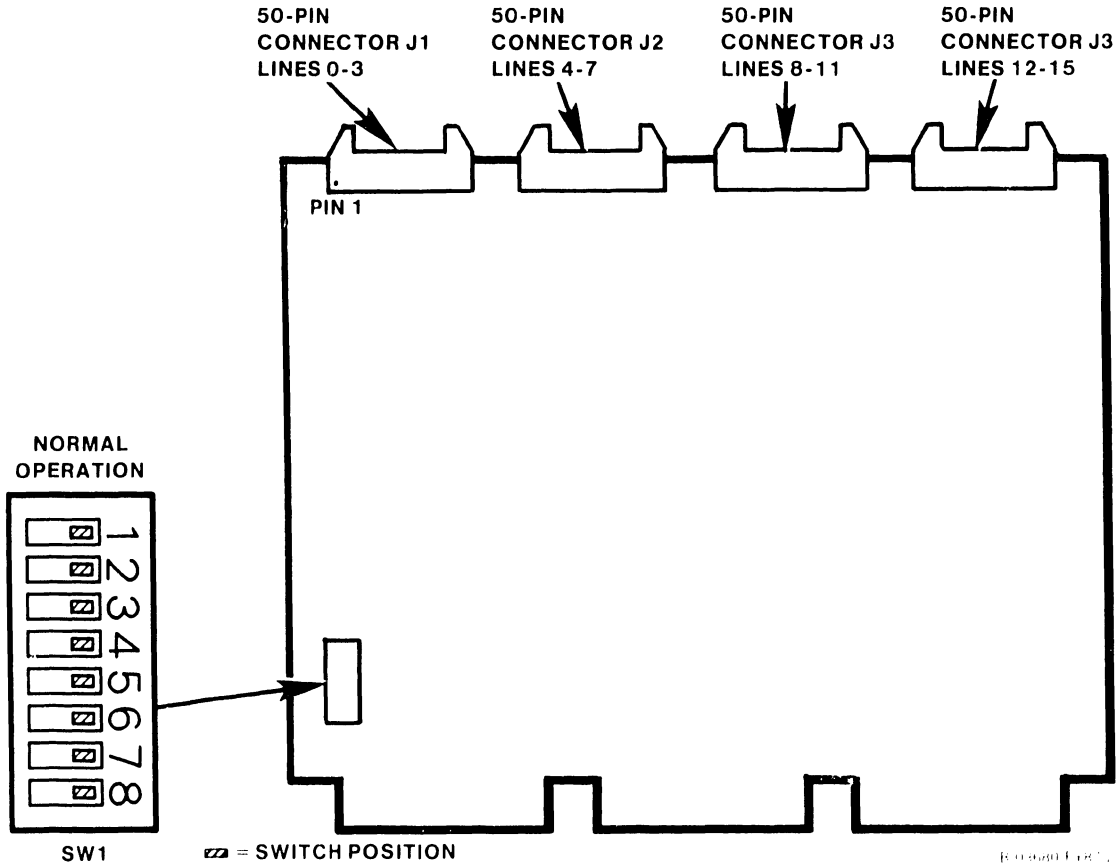 50-PIN
CONNECTOR J1
LINES 0-3
50-PIN
CONNECTOR J2
LINES 4-7
50-PIN
CONNECTOR J3
LINES 8-11
50-PIN
CONNECTOR J3
LINES 12-15
PIN 1
NORMAL
OPERATION
1
2
3
4
5
6
7
8
SW1
= SWITCH POSITION